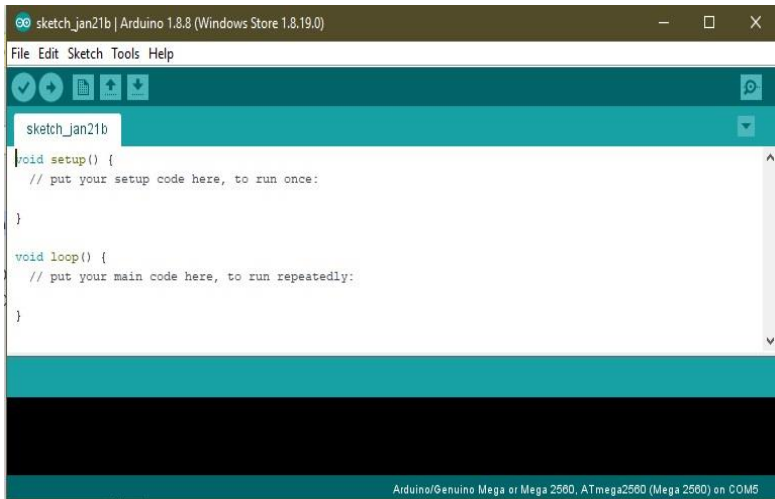 sketch_jan21b | Arduino 1.8.8 (Windows Store 1.8.19.0)
File Edit Sketch Tools Help
sketch_jan21b
void setup() {
// put your setup code here, to run once:
}
void loop() {
// put your main code here, to run repeatedly:
}
Arduino/Genuino Mega or Mega 2560, ATmega2560 (Mega 2560) on COM5